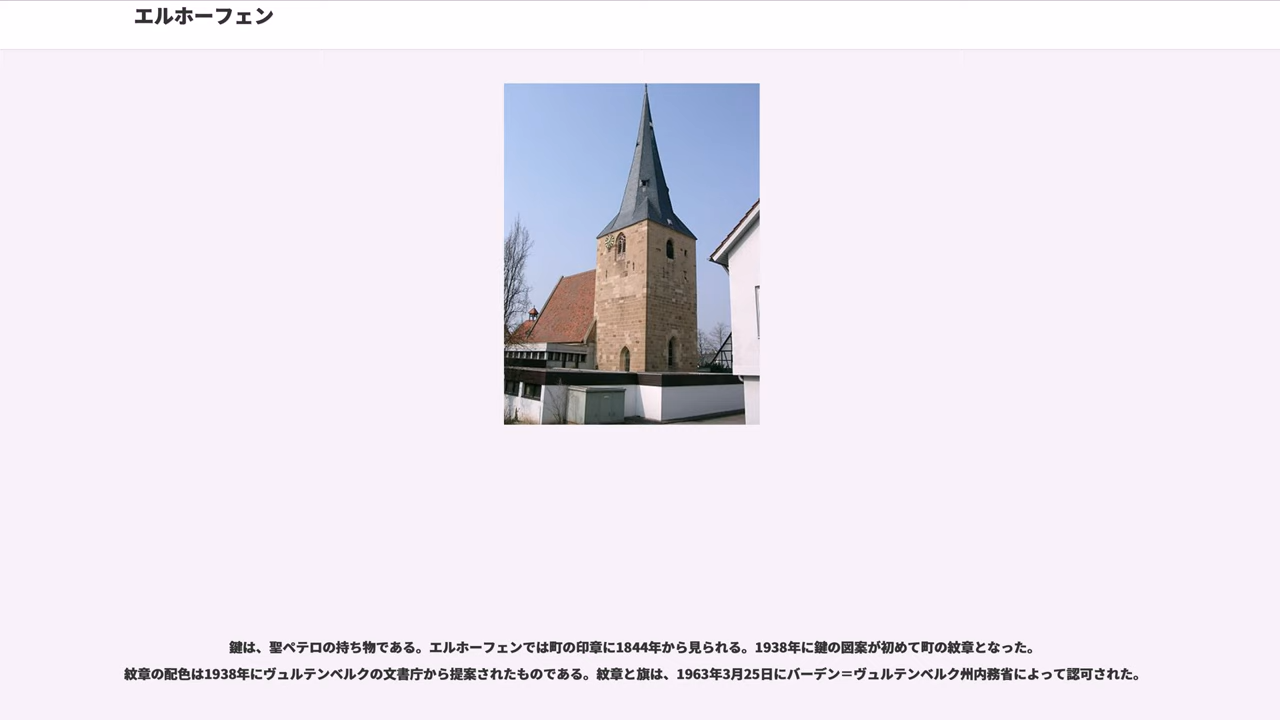 エルホーフェン
鍵は、聖ペテロの持ち物である。エルホーフェンでは町の印章に1844年から見られる。1938年に鍵の図案が初めて町の紋章となった。
紋章の配色は1938年にヴュルテンベルクの文書庁から提案されたものである。紋章と旗は、1963年3月25日にバーデン＝ヴュルテンベルク州内務省によって認可された。